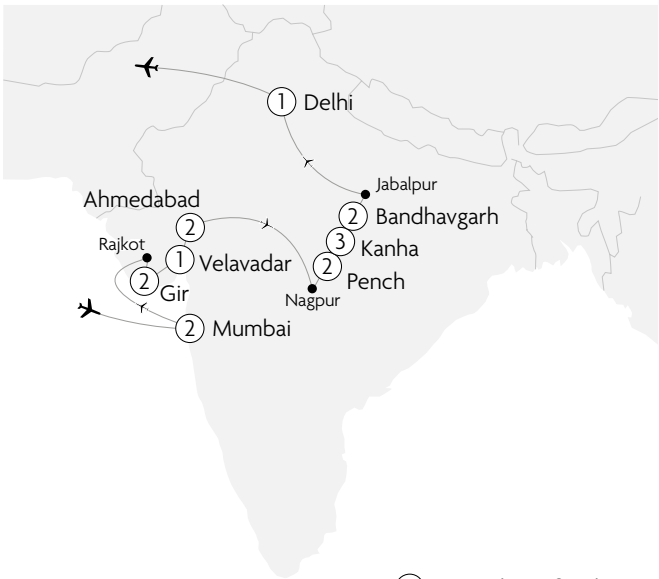 1 Delhi
Jabalpur
Ahmedabad
2
2 Bandhavgarh
Rajkot
3 Kanha
1 Velavadar
2 Pench
2 Gir
Nagpur
2 Mumbai